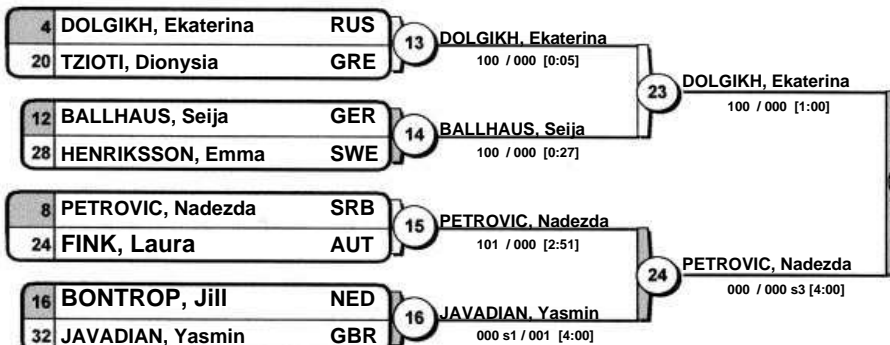 4 DOLGIKH, Ekaterina RUS
20 TZIOTI, Dionysia GRE
13
DOLGIKH, Ekaterina
100 / 000 [0:05]
12 BALLHAUS, Seija GER
28 HENRIKSSON, Emma SWE
14
BALLHAUS, Seija
100 / 000 [0:27]
23
DOLGIKH, Ekaterina
100 / 000 [1:00]
8 PETROVIC, Nadezda SRB
24 FINK, Laura AUT
15
PETROVIC, Nadezda
101 / 000 [2:51]
16 BONTROP, Jill NED
32 JAVADIAN, Yasmin GBR
16
JAVADIAN, Yasmin
000 s1 / 001 [4:00]
24
PETROVIC, Nadezda
000 / 000 s3 [4:00]